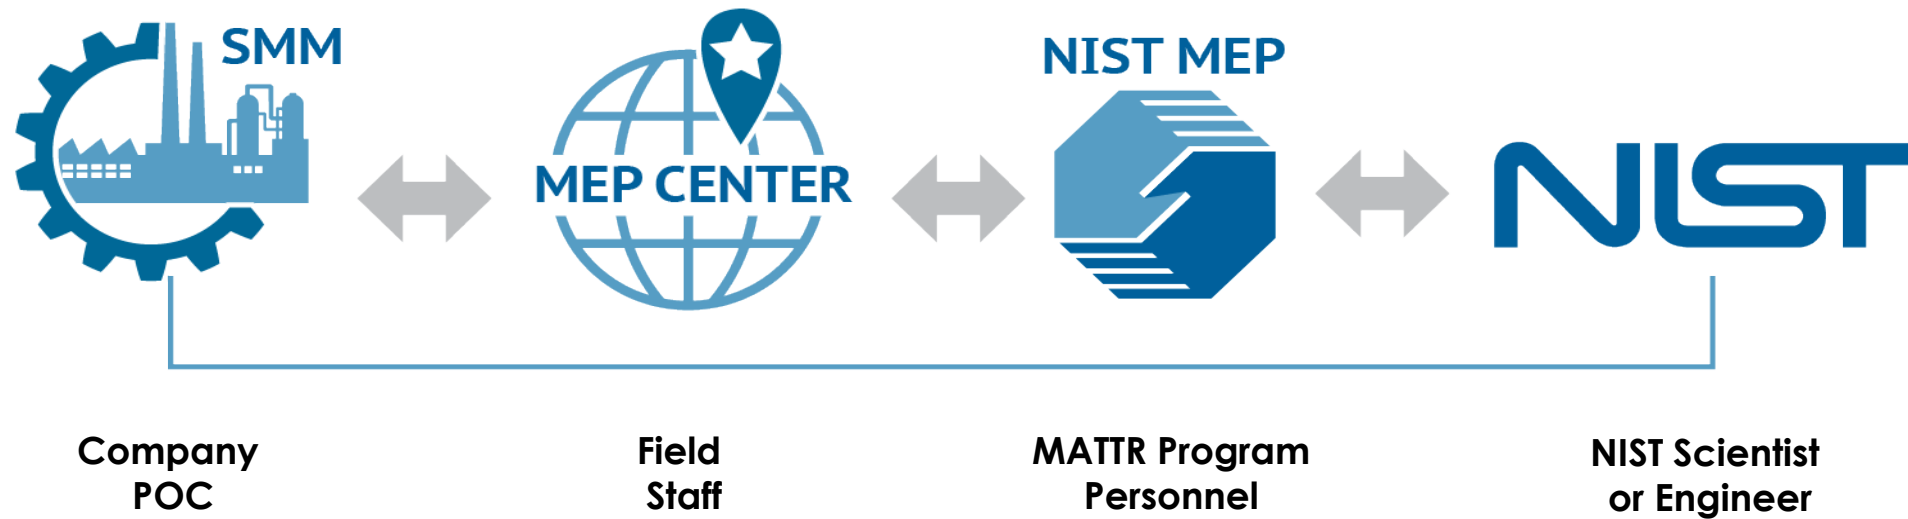 SMM
MEP CENTER
NIST MEP
NIST
Company
POC
Field
Staff
MATTR Program
Personnel
NIST Scientist
or Engineer